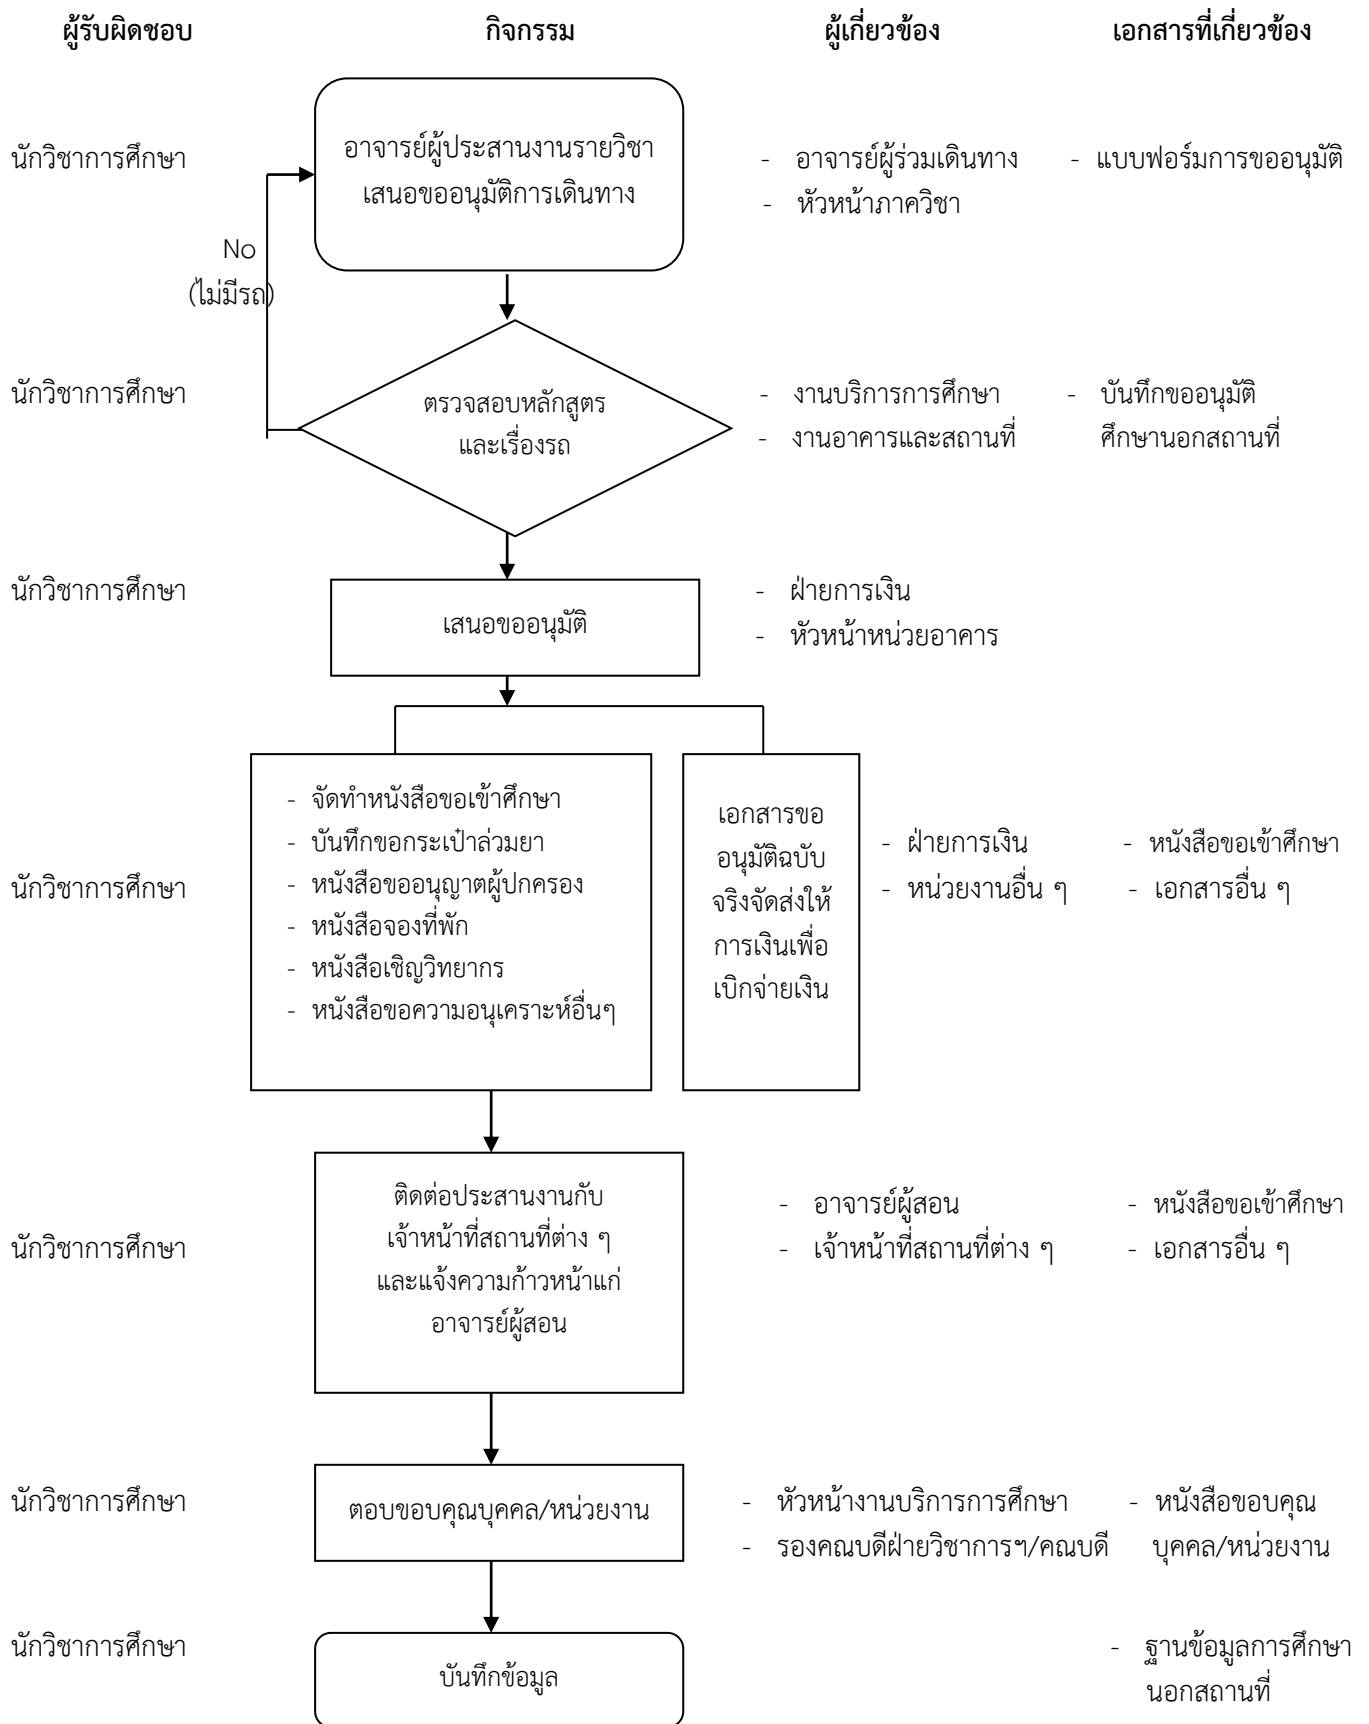 ผู้รับผิดชอบ กิจกรรม ผู้เกี่ยวข้อง เอกสารที่เกี่ยวข้อง
นักวิชาการศึกษา
อาจารย์ผู้ประสานงานรายวิชา
เสนอขออนุมัติการเดินทาง
- อาจารย์ผู้ร่วมเดินทาง
- หัวหน้าภาควิชา
- แบบฟอร์มการขออนุมัติ
No
(ไม่มีรถ)
นักวิชาการศึกษา
ตรวจสอบหลักสูตร
และเรื่องรถ
- งานบริการการศึกษา
- งานอาคารและสถานที่
- บันทึกขออนุมัติ
ศึกษานอกสถานที่
นักวิชาการศึกษา
เสนอขออนุมัติ
- ฝ่ายการเงิน
- หัวหน้าหน่วยอาคาร
นักวิชาการศึกษา
- จัดทำหนังสือขอเข้าศึกษา
- บันทึกขอกระเป๋าล่วมยา
- หนังสือขออนุญาตผู้ปกครอง
- หนังสือจองที่พัก
- หนังสือเชิญวิทยากร
- หนังสือขอความอนุเคราะห์อื่นๆ
เอกสารขอ
อนุมัติฉบับ
จริงจัดส่งให้
การเงินเพื่อ
เบิกจ่ายเงิน
- ฝ่ายการเงิน
- หน่วยงานอื่น ๆ
- หนังสือขอเข้าศึกษา
- เอกสารอื่น ๆ
นักวิชาการศึกษา
ติดต่อประสานงานกับ
เจ้าหน้าที่สถานที่ต่าง ๆ
และแจ้งความก้าวหน้าแก่
อาจารย์ผู้สอน
- อาจารย์ผู้สอน
- เจ้าหน้าที่สถานที่ต่าง ๆ
- หนังสือขอเข้าศึกษา
- เอกสารอื่น ๆ
นักวิชาการศึกษา
ตอบขอบคุณบุคคล/หน่วยงาน
- หัวหน้างานบริการการศึกษา
- รองคณบดีฝ่ายวิชาการฯ/คณบดี
- หนังสือขอบคุณ
บุคคล/หน่วยงาน
นักวิชาการศึกษา
บันทึกข้อมูล
- ฐานข้อมูลการศึกษา
นอกสถานที่